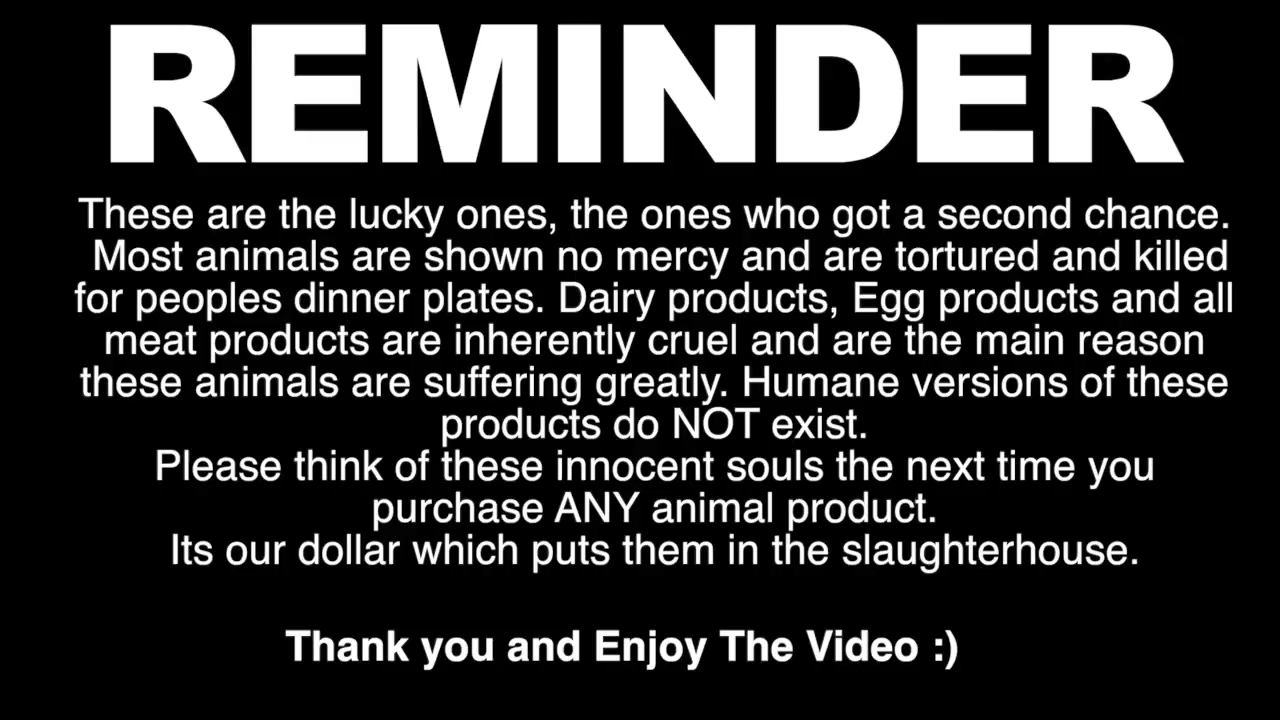 REMINDER
These are the lucky ones, the ones who got a second chance.
Most animals are shown no mercy and are tortured and killed
for peoples dinner plates. Dairy products, Egg products and all
meat products are inherently cruel and are the main reason
these animals are suffering greatly. Humane versions of these
products do NOT exist.
Please think of these innocent souls the next time you
purchase ANY animal product.
Its our dollar which puts them in the slaughterhouse.
Thank you and Enjoy The Video :)